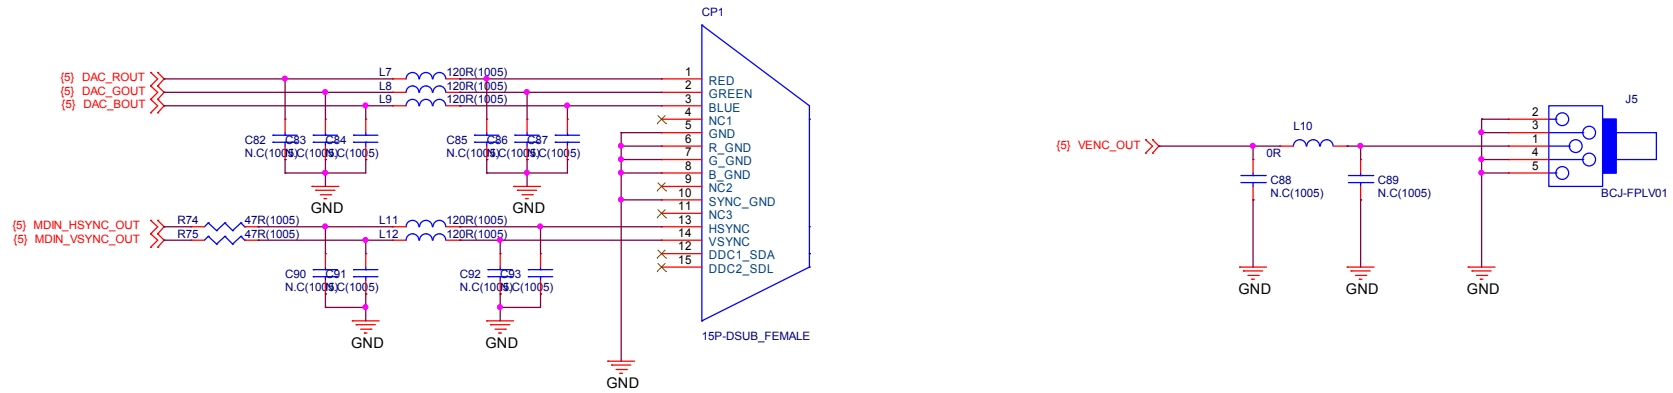 CP1
{5} DAC_ROUT
L7
120R(1005)
1
RED
{5} DAC_GOUT
L8
120R(1005)
2
GREEN
{5} DAC_BOUT
L9
120R(1005)
3
BLUE
4
NC1
5
GND
6
R_GND
7
G_GND
8
B_GND
9
NC2
10
SYNC_GND
11
NC3
13
HSYNC
14
VSYNC
12
DDC1_SDA
15
DDC2_SDL
15P-DSUB_FEMALE
C82
C83
C84
N.C(1005)
N.C(1005)
N.C(1005)
GND
C85
C86
C87
N.C(1005)
N.C(1005)
N.C(1005)
GND
{5} MDIN_HSYNC_OUT
R74
47R(1005)
L11
120R(1005)
{5} MDIN_VSYNC_OUT
R75
47R(1005)
L12
120R(1005)
C90
C91
N.C(1005)
N.C(1005)
GND
C92
C93
N.C(1005)
N.C(1005)
GND
GND
{5} VENC_OUT
L10
0R
C88
N.C(1005)
GND
C89
N.C(1005)
GND
GND
J5
2
3
1
4
5
BCJ-FPLV01